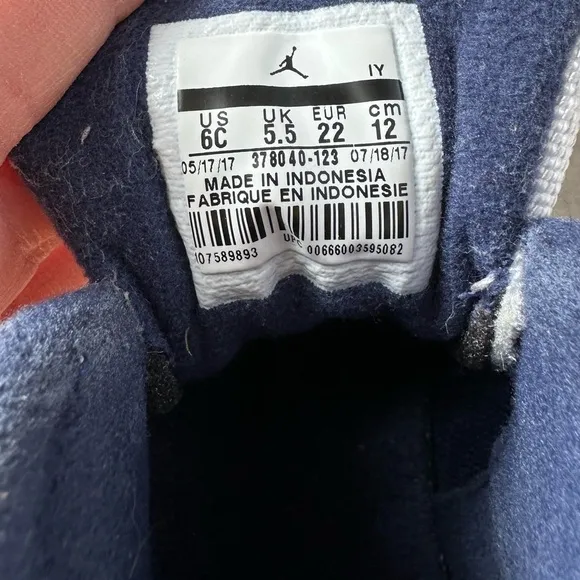 IY
US UK EUR cm
6C 5.5 22 12
05/17/17 378040-123 07/18/17
MADE IN INDONESIA
FABRIQUE EN INDONESIE
UPC 00666003595082